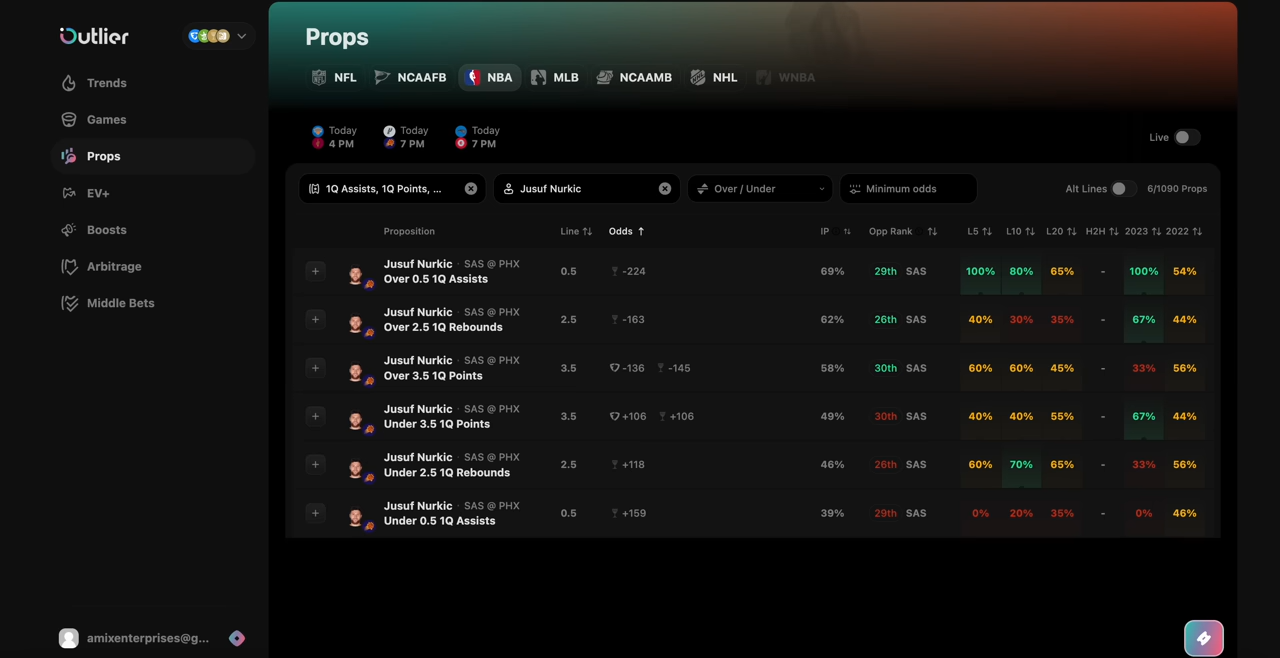 Outlier
Props
NFL NCAAFB NBA MLB NCAAMB NHL WNBA
Trends
Games
Props
EV+
Boosts
Arbitrage
Middle Bets
Today Today Today
4 PM 7 PM 7 PM
Live
1Q Assists, 1Q Points, ... Jusuf Nurkic Over / Under Minimum odds Alt Lines 6/1090 Props
Proposition Line Odds IP Opp Rank L5 L10 L20 H2H 2023 2022
Jusuf Nurkic · SAS @ PHX
Over 0.5 1Q Assists
0.5 -224 69% 29th SAS 100% 80% 65% - 100% 54%
Jusuf Nurkic · SAS @ PHX
Over 2.5 1Q Rebounds
2.5 -163 62% 26th SAS 40% 30% 35% - 67% 44%
Jusuf Nurkic · SAS @ PHX
Over 3.5 1Q Points
3.5 -136 -145 58% 30th SAS 60% 60% 45% - 33% 56%
Jusuf Nurkic · SAS @ PHX
Under 3.5 1Q Points
3.5 +106 +106 49% 30th SAS 40% 40% 55% - 67% 44%
Jusuf Nurkic · SAS @ PHX
Under 2.5 1Q Rebounds
2.5 +118 46% 26th SAS 60% 70% 65% - 33% 56%
Jusuf Nurkic · SAS @ PHX
Under 0.5 1Q Assists
0.5 +159 39% 29th SAS 0% 20% 35% - 0% 46%
amixenterprises@g...